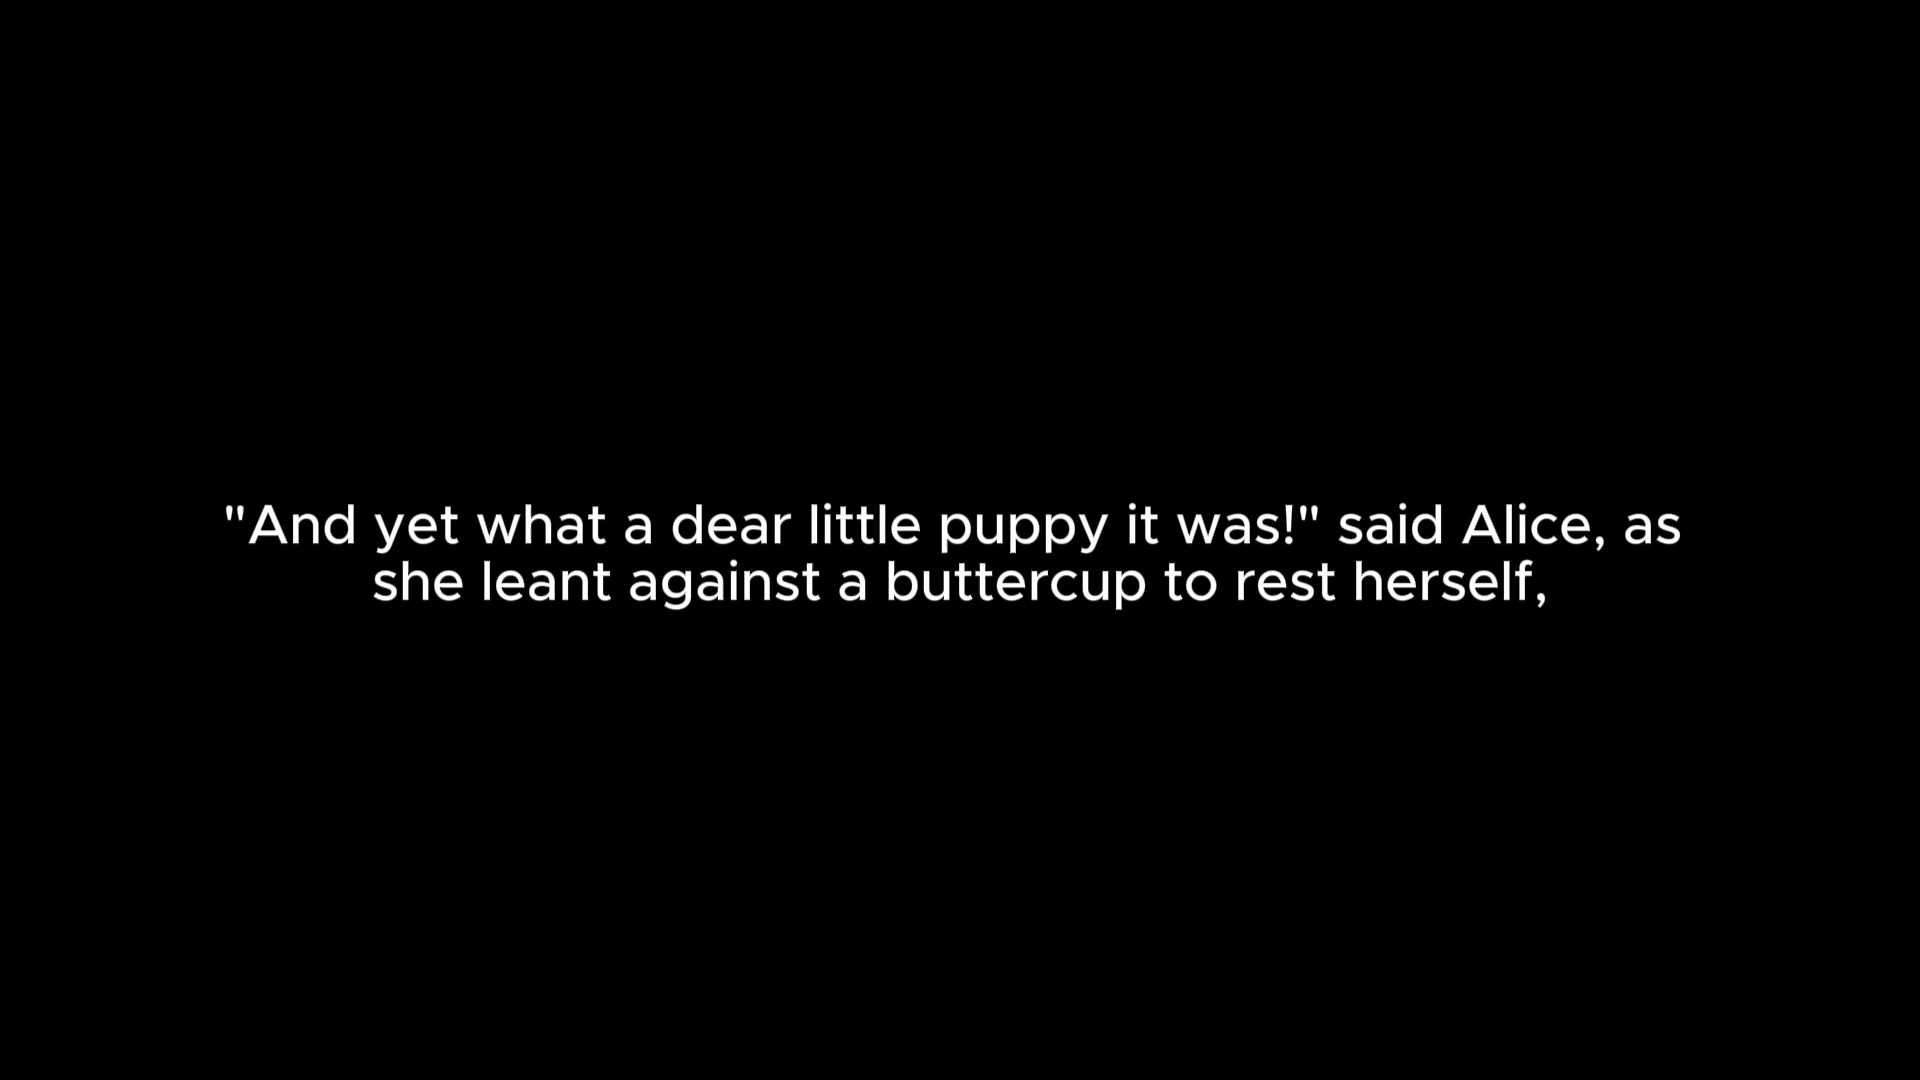 "And yet what a dear little puppy it was!" said Alice, as
she leant against a buttercup to rest herself,